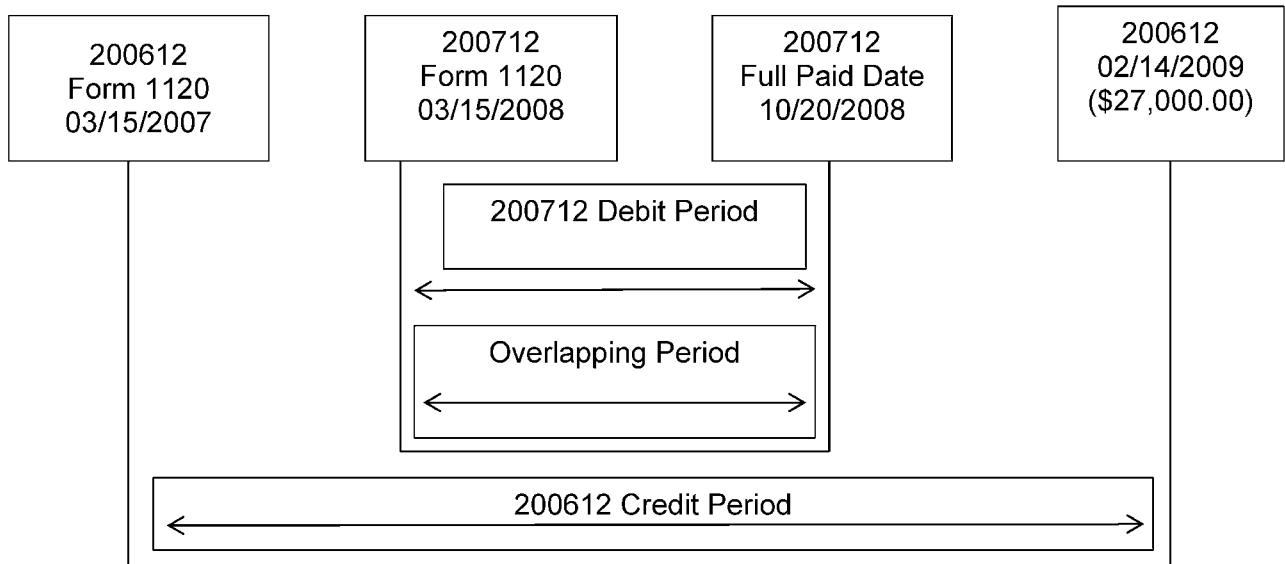 200612
Form 1120
03/15/2007
200712
Form 1120
03/15/2008
200712
Full Paid Date
10/20/2008
200612
02/14/2009
($27,000.00)
200712 Debit Period
Overlapping Period
200612 Credit Period